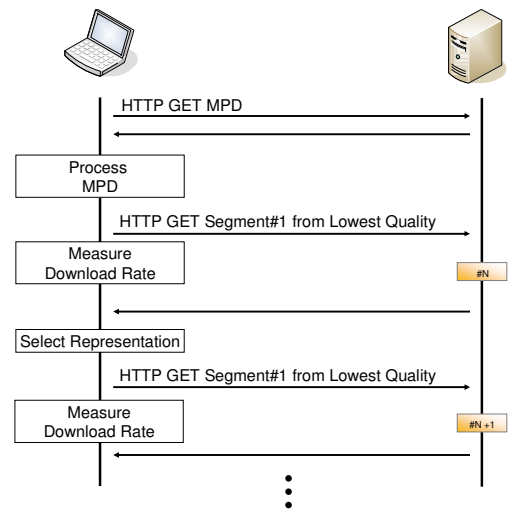 HTTP GET MPD
Process
MPD
HTTP GET Segment#1 from Lowest Quality
Measure
Download Rate
#N
Select Representation
HTTP GET Segment#1 from Lowest Quality
Measure
Download Rate
#N +1